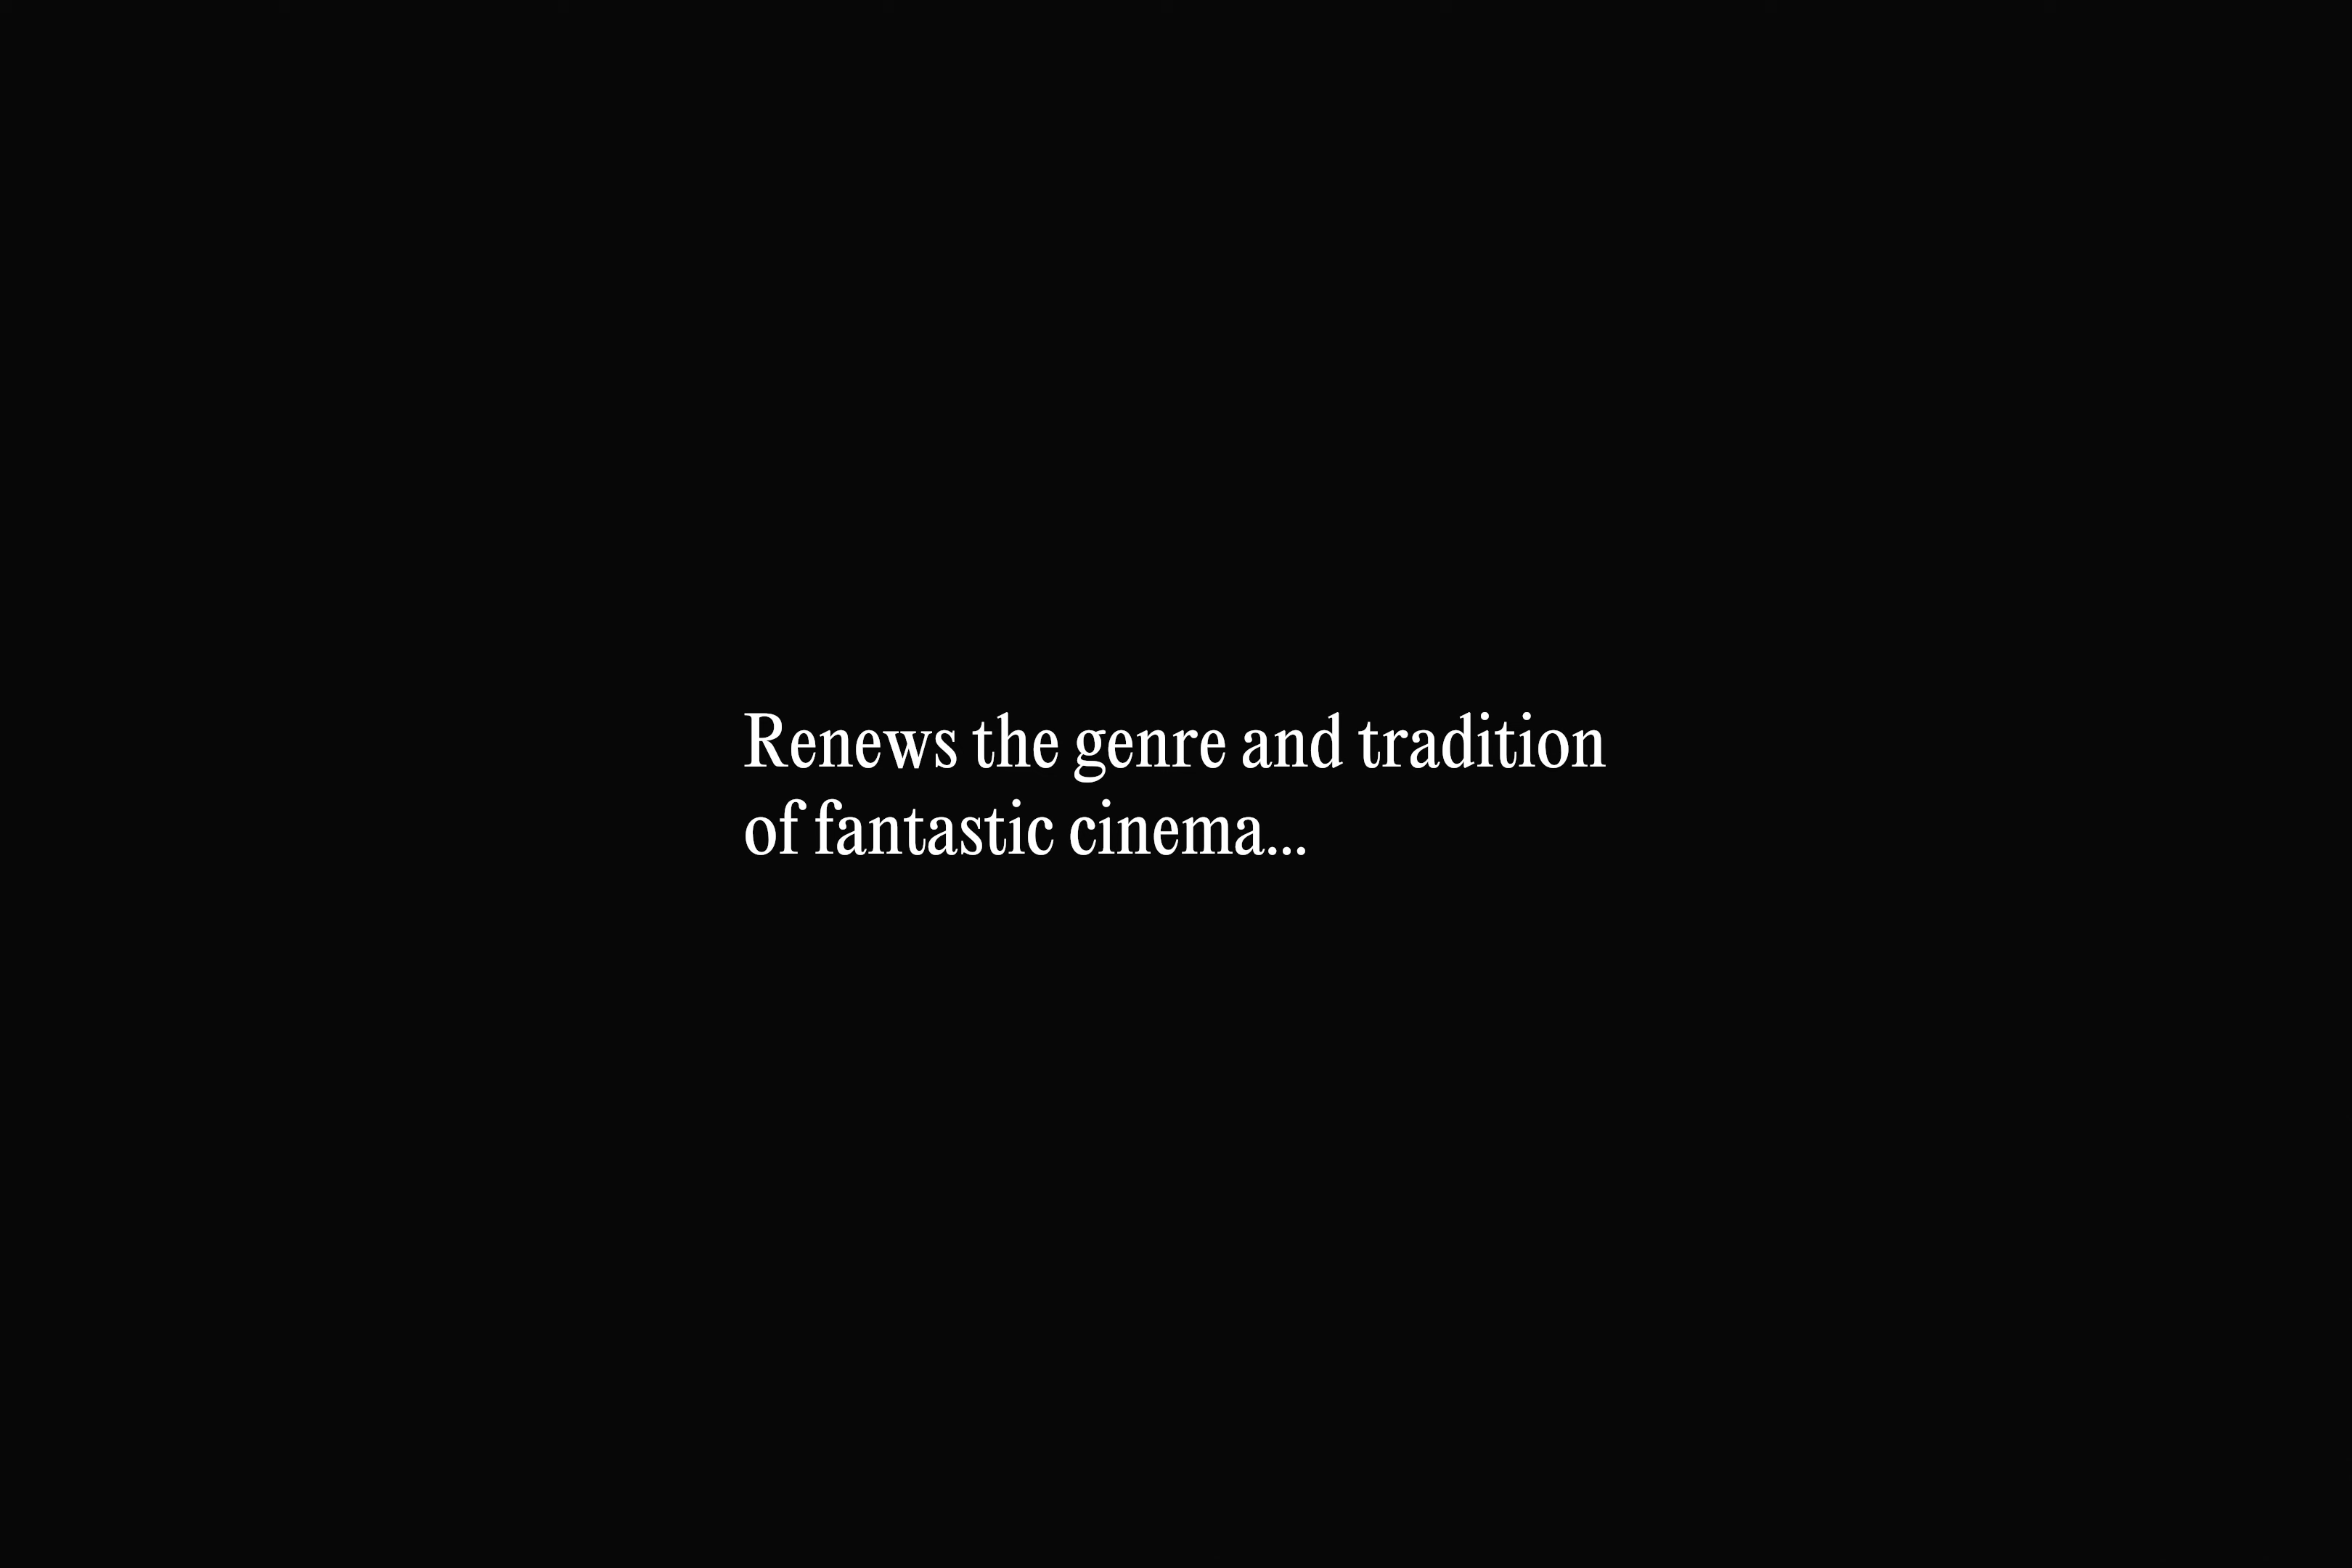 Renews the genre and tradition
of fantastic cinema...